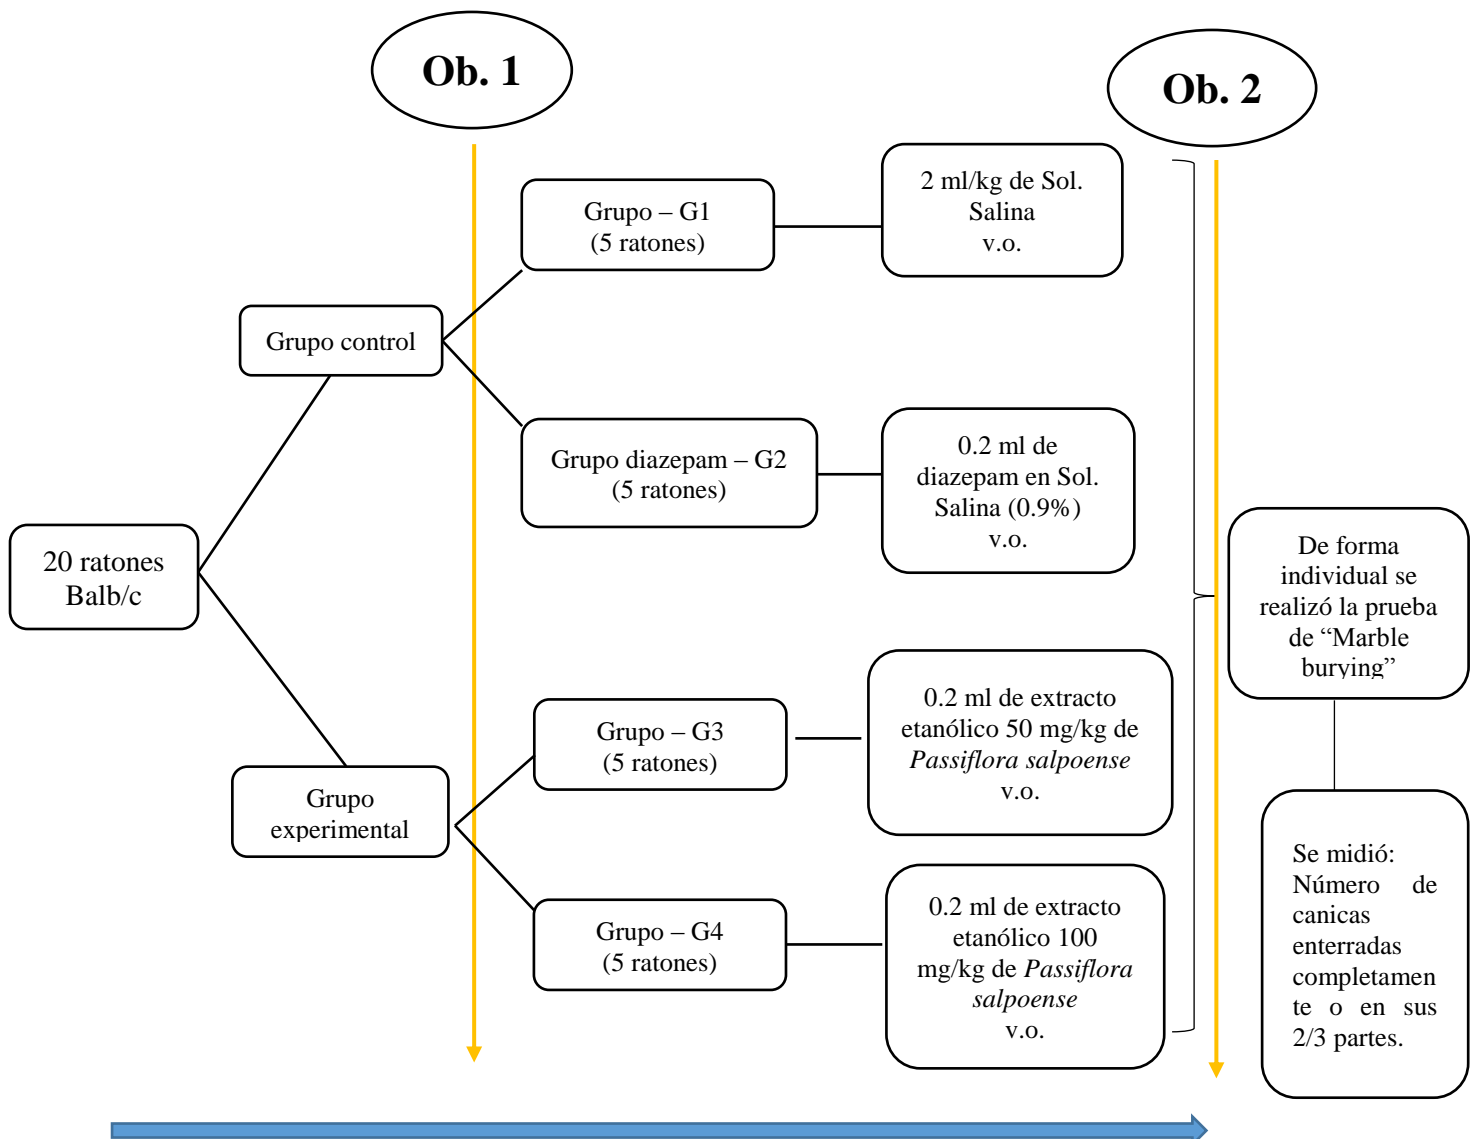 Ob. 1
Ob. 2
2 ml/kg de Sol.
Salina
v.o.
Grupo – G1
(5 ratones)
Grupo control
Grupo diazepam – G2
(5 ratones)
0.2 ml de
diazepam en Sol.
Salina (0.9%)
v.o.
20 ratones
Balb/c
De forma
individual se
realizó la prueba
de “Marble
burying”
Grupo – G3
(5 ratones)
0.2 ml de extracto
etanólico 50 mg/kg de
Passiflora salpoense
v.o.
Grupo
experimental
Grupo – G4
(5 ratones)
0.2 ml de extracto
etanólico 100
mg/kg de Passiflora
salpoense
v.o.
Se midió:
Número de
canicas
enterradas
completamen
te o en sus
2/3 partes.